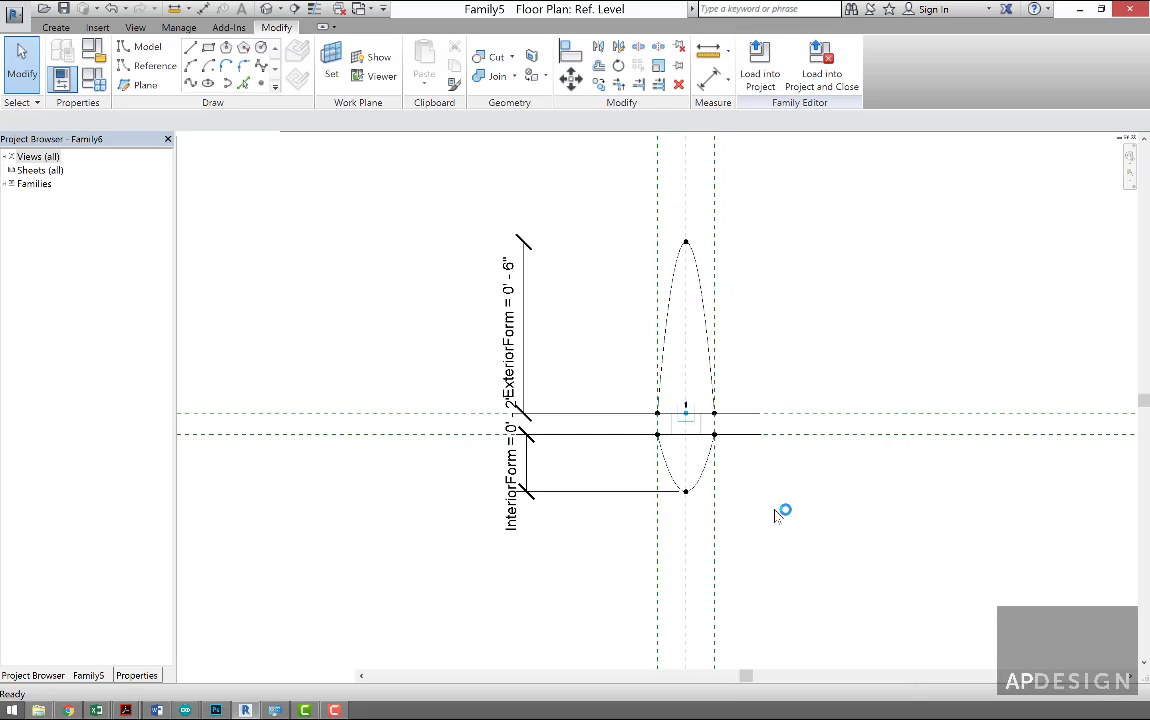 Family5 Floor Plan: Ref. Level
Type a keyword or phrase
Sign In
Create Insert View Manage Add-Ins Modify
Modify
Model
Reference
Plane
Set
Show
Viewer
Paste
Cut
Join
Load into
Project
Load into
Project and Close
Select Properties Draw Work Plane Clipboard Geometry Modify Measure Family Editor
Project Browser - Family6
Views (all)
Sheets (all)
Families
ExteriorForm = 0' - 6"
InteriorForm = 0' - 2"
1
Project Browser Family5 Properties
Ready
APDESIGN